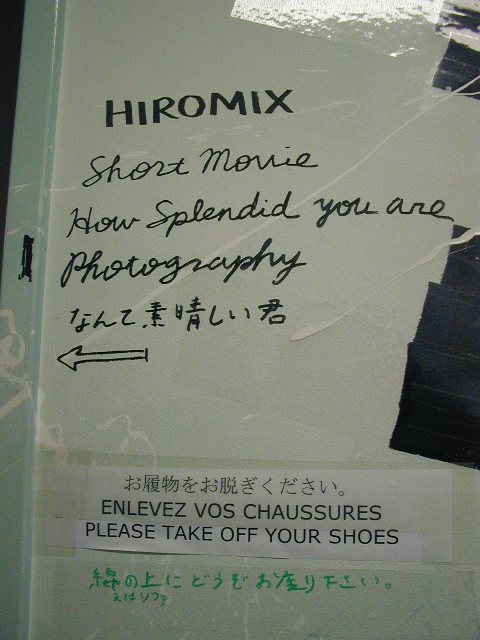 HIROMIX
Short Movie
How Splendid you are
Photography
なんて素晴しい君
お履物をお脱ぎください。
ENLEVEZ VOS CHAUSSURES
PLEASE TAKE OFF YOUR SHOES
の上にどうぞお座り下さい。